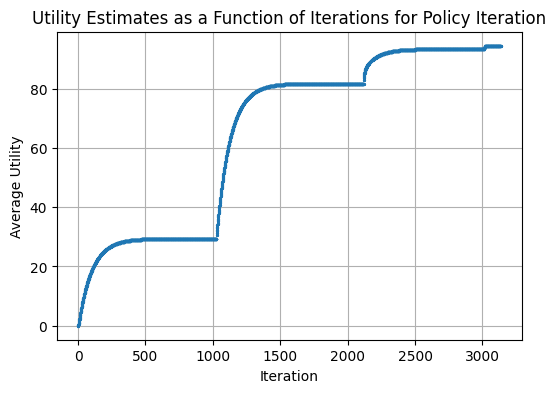 Utility Estimates as a Function of Iterations for Policy Iteration
Average Utility
80
60
40
20
0
0 500 1000 1500 2000 2500 3000
Iteration